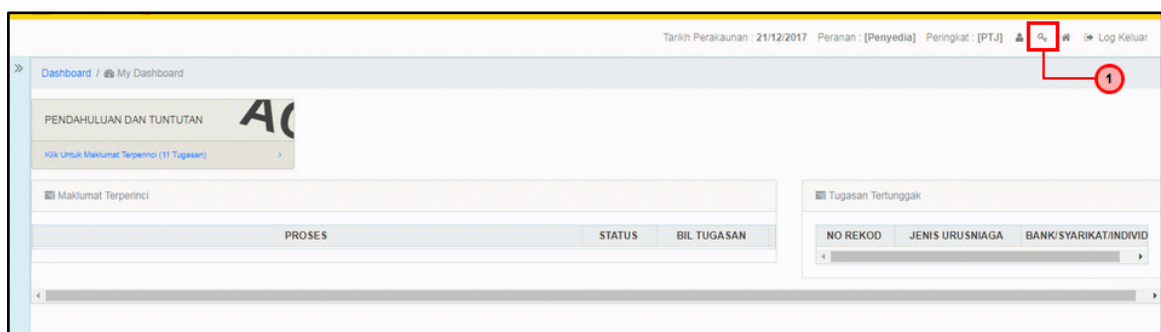 Tarikh Perakaunan : 21/12/2017 Peranan : [Penyedia] Peringkat : [PTJ] Log Keluar
1
Dashboard / My Dashboard
PENDAHULUAN DAN TUNTUTAN
Klik Untuk Maklumat Terperinci (11 Tugasan)
Maklumat Terperinci
Tugasan Tertunggak
PROSES STATUS BIL TUGASAN
NO REKOD JENIS URUSNIAGA BANK/SYARIKAT/INDIVID